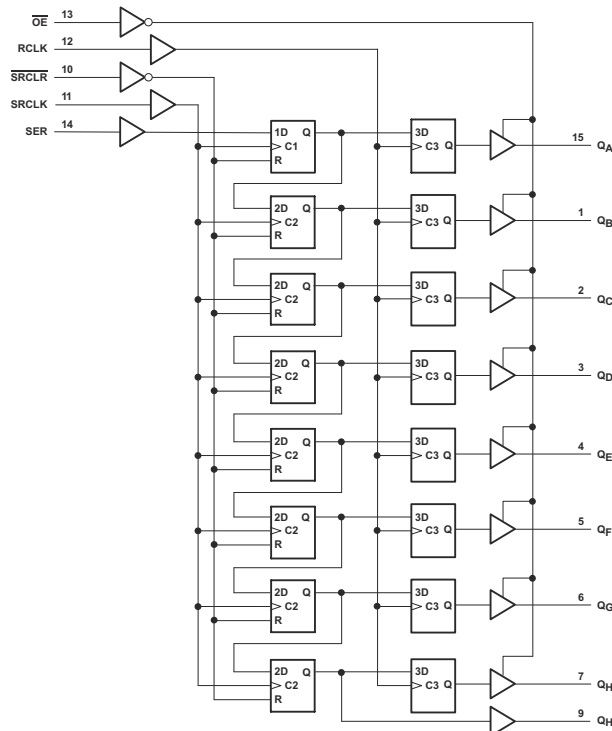 OE 13
RCLK 12
SRCLR 10
SRCLK 11
SER 14
1D Q
C1
R
3D
C3 Q
15 QA
2D Q
C2
R
3D
C3 Q
1 QB
2D Q
C2
R
3D
C3 Q
2 QC
2D Q
C2
R
3D
C3 Q
3 QD
2D Q
C2
R
3D
C3 Q
4 QE
2D Q
C2
R
3D
C3 Q
5 QF
2D Q
C2
R
3D
C3 Q
6 QG
2D Q
C2
R
3D
C3 Q
7 QH
9 QH